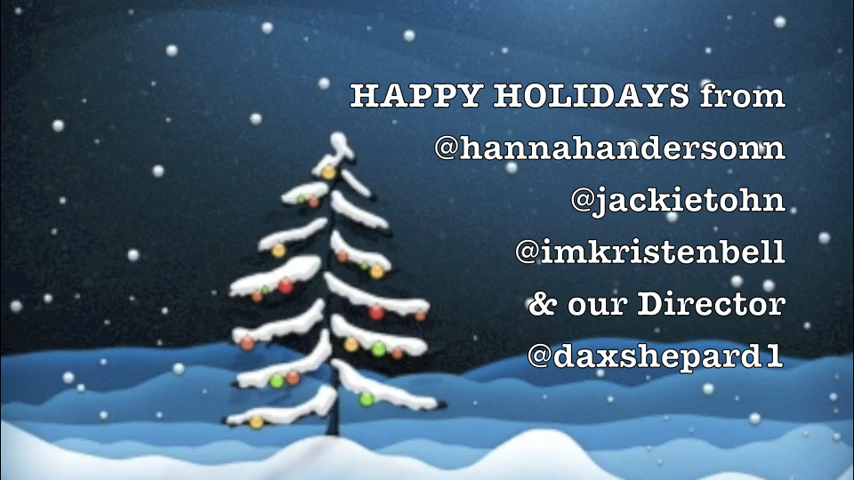 HAPPY HOLIDAYS from
@hannahandersonn
@jackietohn
@imkristenbell
& our Director
@daxshepard1